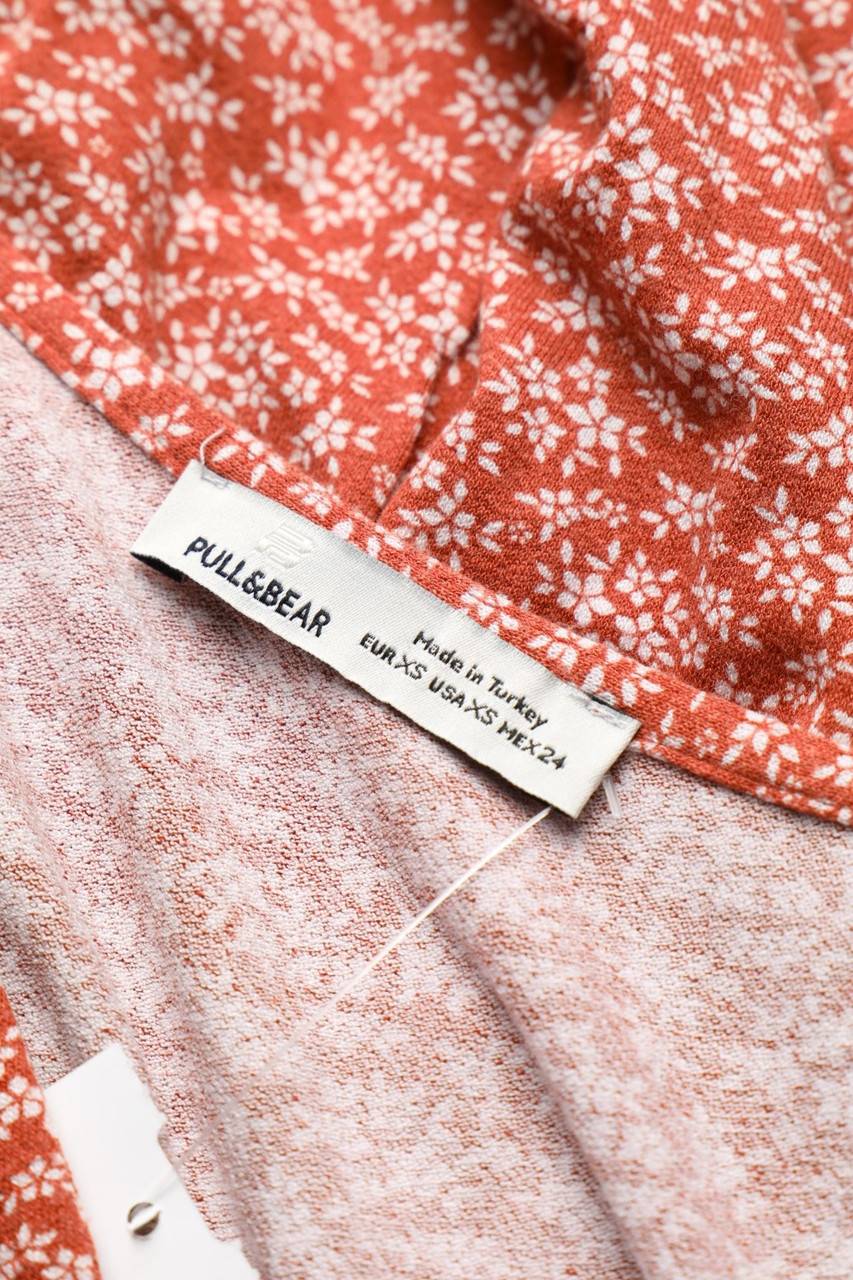 PULL&BEAR
Made in Turkey
EUR XS USA XS MEX 24